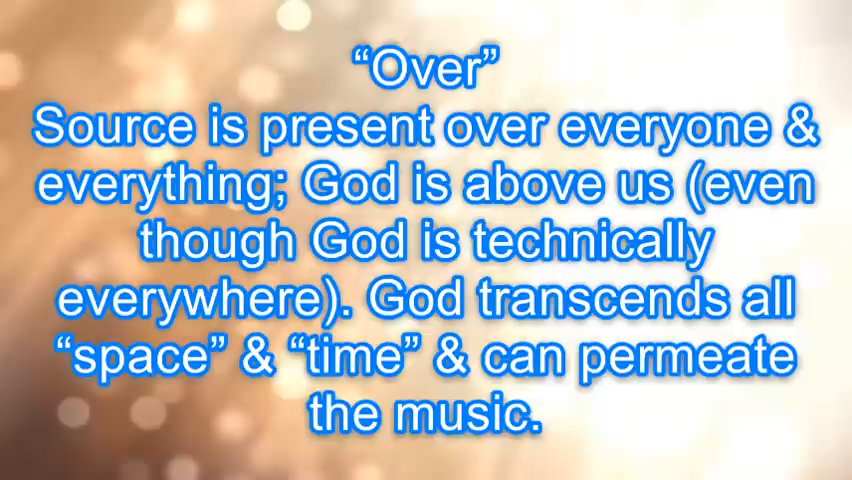 “Over”
Source is present over everyone &
everything; God is above us (even
though God is technically
everywhere). God transcends all
“space” & “time” & can permeate
the music.